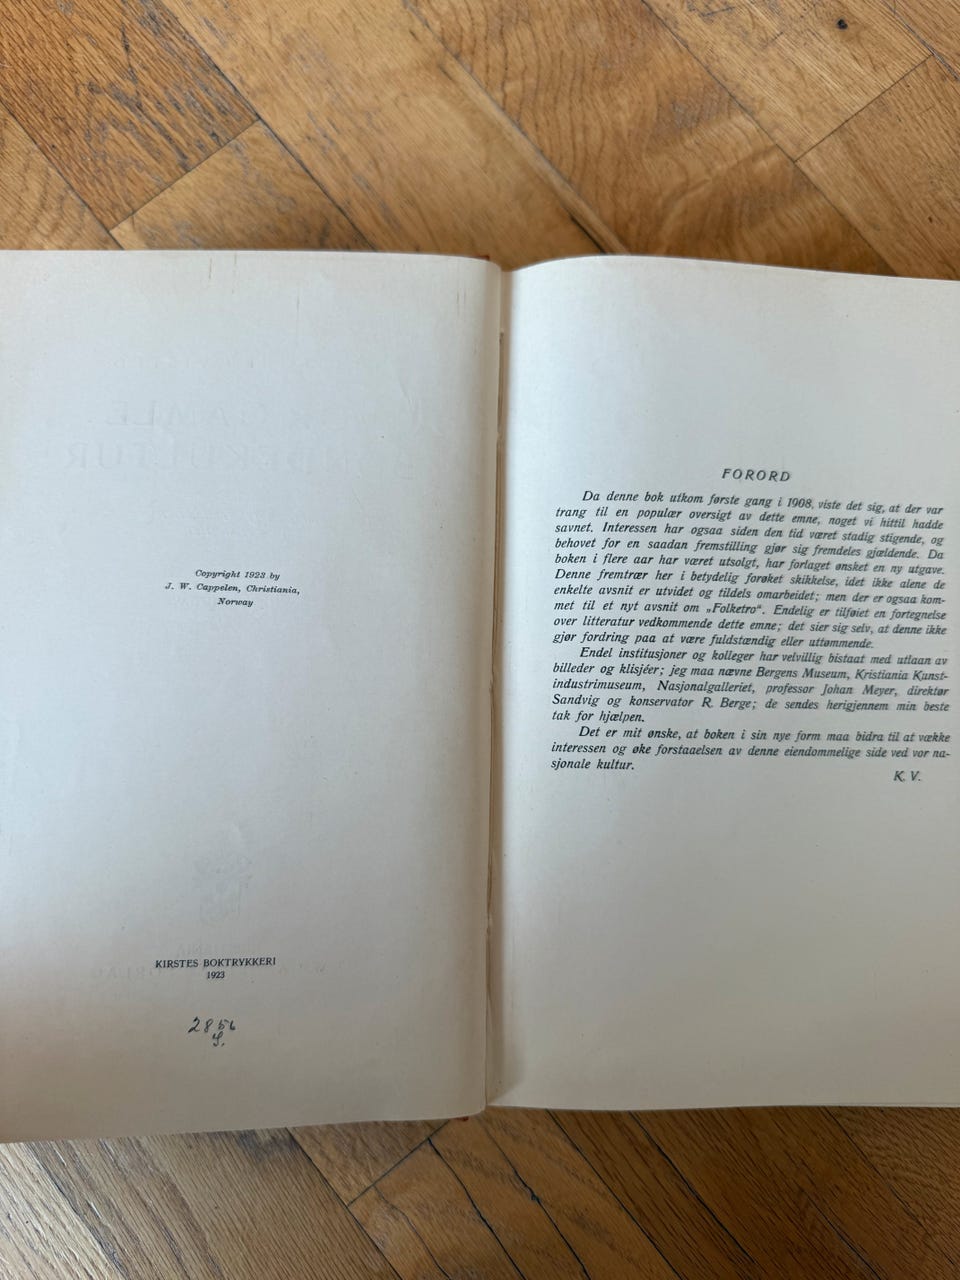 Copyright 1923 by
J. W. Cappelen, Christiania,
Norway
KIRSTES BOKTRYKKERI
1923
2856
S.
FORORD
Da denne bok utkom første gang i 1908, viste det sig, at der var
trang til en populær oversigt av dette emne, noget vi hittil hadde
savnet. Interessen har ogsaa siden den tid været stadig stigende, og
behovet for en saadan fremstilling gjør sig fremdeles gjældende. Da
boken i flere aar har været utsolgt, har forlaget ønsket en ny utgave.
Denne fremtrær her i betydelig forøket skikkelse, idet ikke alene de
enkelte avsnit er utvidet og tildels omarbeidet; men der er ogsaa kom-
met til et nyt avsnit om „Folketro“. Endelig er tilføiet en fortegnelse
over litteratur vedkommende dette emne; det sier sig selv, at denne ikke
gjør fordring paa at være fuldstændig eller uttømmende.
Endel institusjoner og kolleger har velvillig bistaat med utlaan av
billeder og klisjéer; jeg maa nævne Bergens Museum, Kristiania Kunst-
industrimuseum, Nasjonalgalleriet, professor Johan Meyer, direktør
Sandvig og konservator R. Berge; de sendes herigjennem min beste
tak for hjælpen.
Det er mit ønske, at boken i sin nye form maa bidra til at vække
interessen og øke forstaaelsen av denne eiendommelige side ved vor na-
sjonale kultur.
K. V.